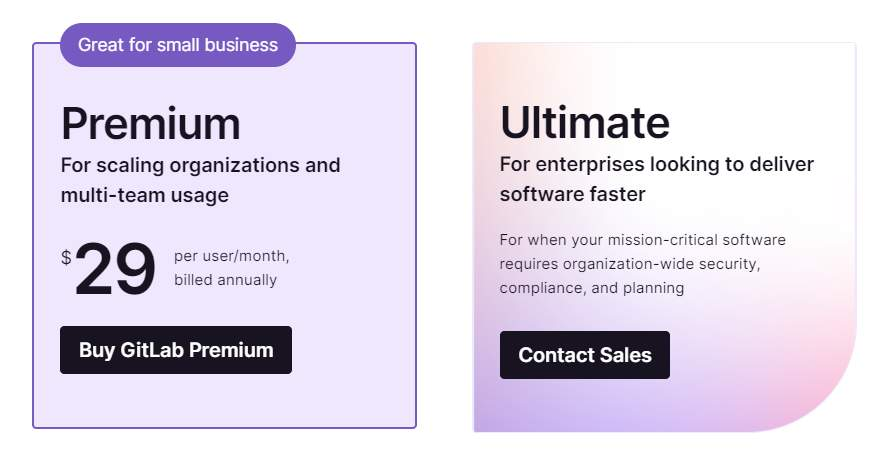 Great for small business
Premium
For scaling organizations and
multi-team usage
$29 per user/month,
billed annually
Buy GitLab Premium
Ultimate
For enterprises looking to deliver
software faster
For when your mission-critical software
requires organization-wide security,
compliance, and planning
Contact Sales